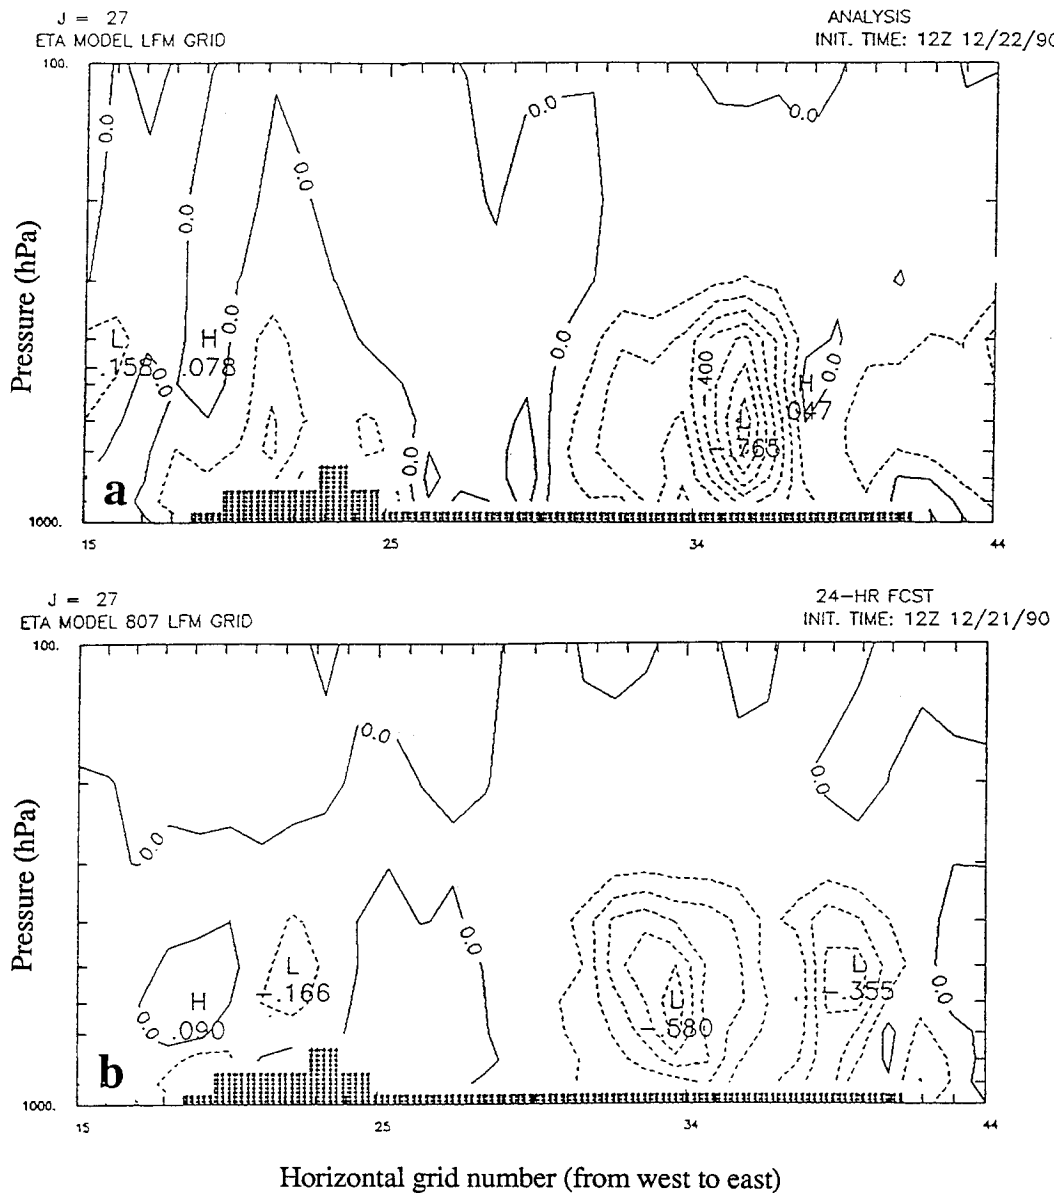 J = 27
ANALYSIS
ETA MODEL LFM GRID
INIT. TIME: 12Z 12/22/90
100.
0.0
0.0
0.0
0.0
0.0
Pressure (hPa)
L
.158
H
.078
0.0
0.0
0.0
0.0
-.400
H
.047
0.0
L
-.765
a
1000.
15
25
34
44
J = 27
24-HR FCST
ETA MODEL 807 LFM GRID
INIT. TIME: 12Z 12/21/90
100.
0.0
0.0
0.0
Pressure (hPa)
L
-.166
H
.090
0.0
0.0
L
-.580
L
-.355
0.0
b
1000.
15
25
34
44
Horizontal grid number (from west to east)